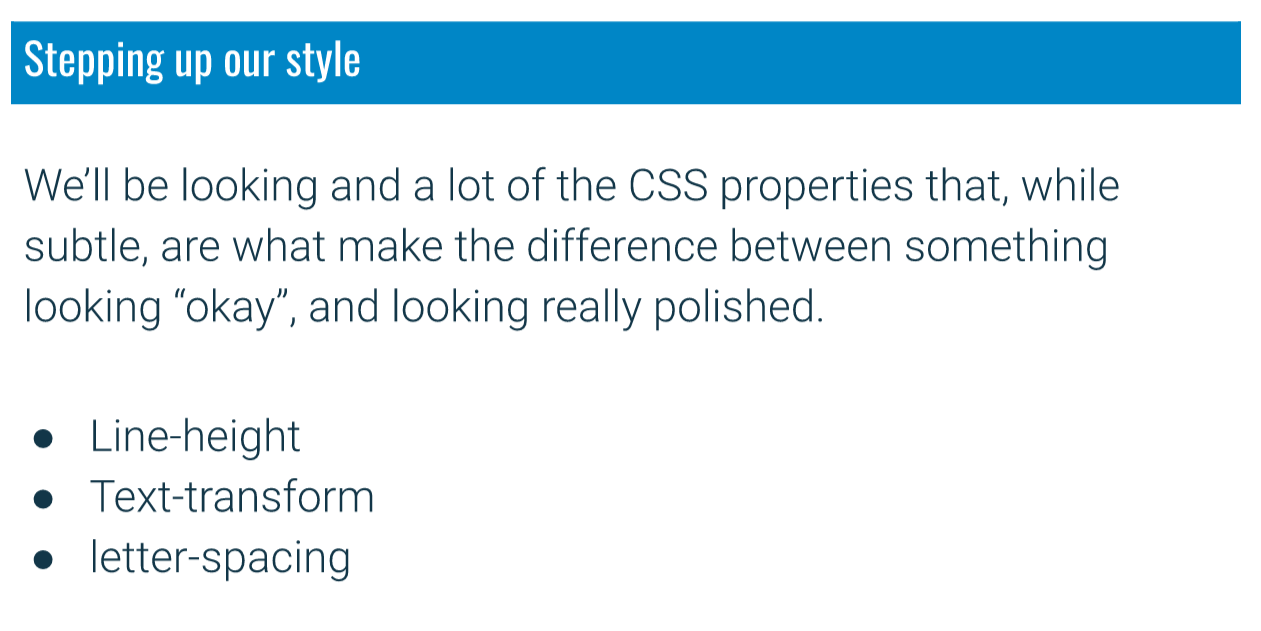 Stepping up our style
We’ll be looking and a lot of the CSS properties that, while
subtle, are what make the difference between something
looking “okay”, and looking really polished.
● Line-height
● Text-transform
● letter-spacing